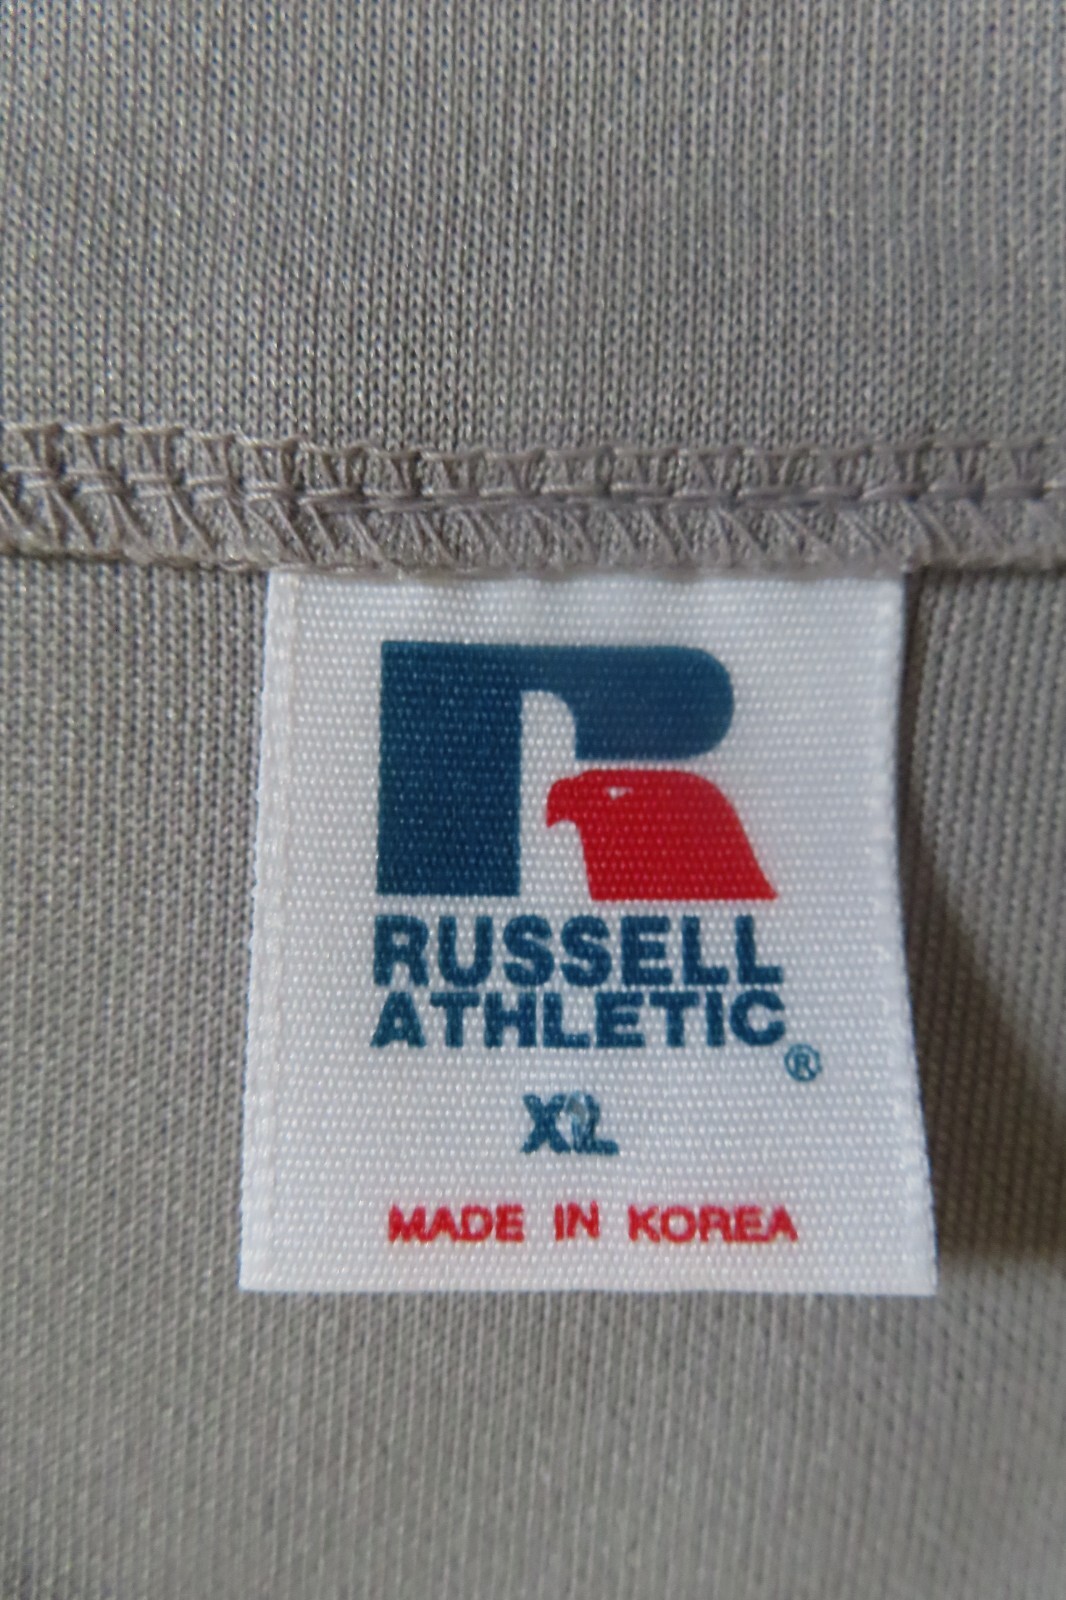 RUSSELL
ATHLETIC®
XL
MADE IN KOREA